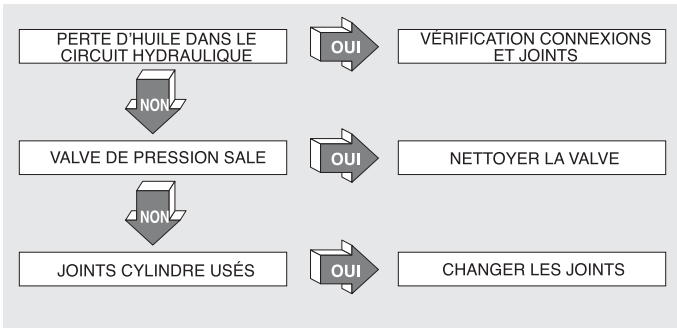 PERTE D'HUILE DANS LE
CIRCUIT HYDRAULIQUE
OUI
VÉRIFICATION CONNEXIONS
ET JOINTS
NON
VALVE DE PRESSION SALE
OUI
NETTOYER LA VALVE
NON
JOINTS CYLINDRE USÉS
OUI
CHANGER LES JOINTS